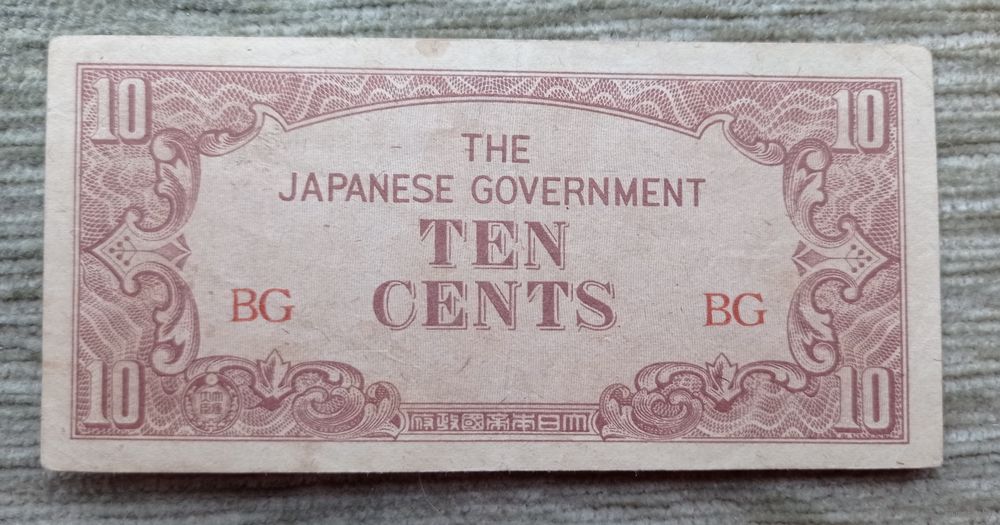 10 10
THE
JAPANESE GOVERNMENT
TEN
CENTS
BG BG
10 10
府政國帝本日大